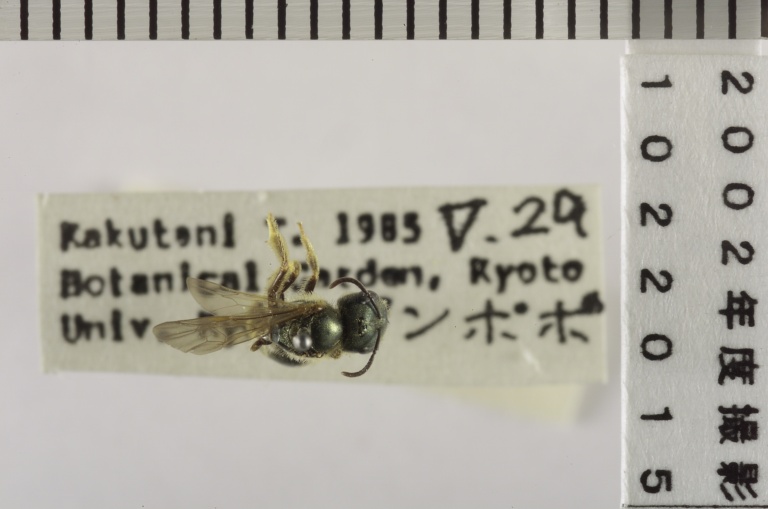 Kakutani T. 1985 V. 29
Botanical Garden, Kyoto
Univ. ンポポ
2002年度撮影
1022015